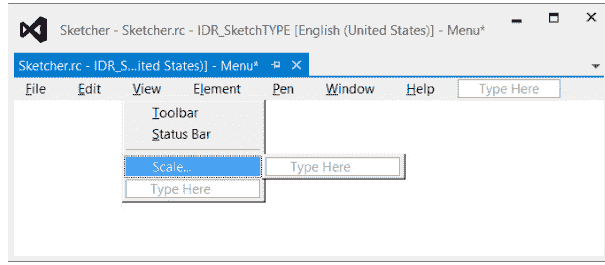 Sketcher - Sketcher.rc - IDR_SketchTYPE [English (United States)] - Menu*
Sketcher.rc - IDR_S...ited States)] - Menu*
File Edit View Element Pen Window Help Type Here
Toolbar
Status Bar
Scale... Type Here
Type Here